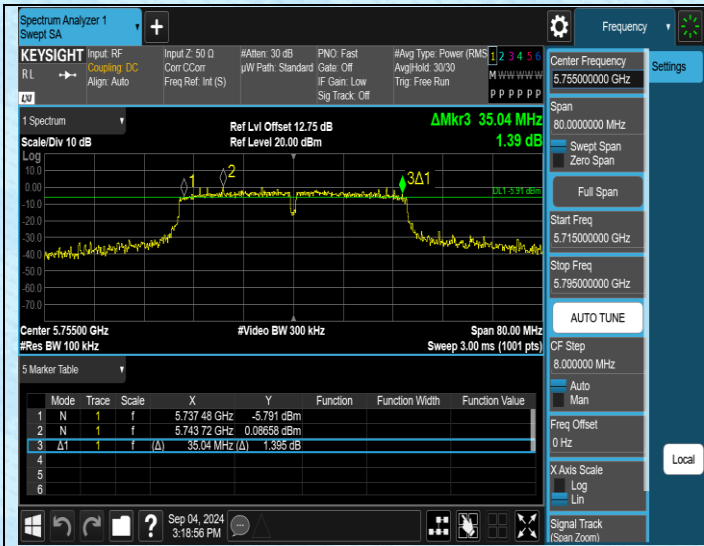 Spectrum Analyzer 1
Swept SA
+
Frequency
KEYSIGHT
RL
LXI
Input: RF
Coupling: DC
Align: Auto
Input Z: 50 Ω
Corr CCorr
Freq Ref: Int (S)
#Atten: 30 dB
µW Path: Standard
PNO: Fast
Gate: Off
IF Gain: Low
Sig Track: Off
#Avg Type: Power (RMS
Avg|Hold: 30/30
Trig: Free Run
1 2 3 4 5 6
M W W W W W
P P P P P P
1 Spectrum
Scale/Div 10 dB
Ref Lvl Offset 12.75 dB
Ref Level 20.00 dBm
ΔMkr3 35.04 MHz
1.39 dB
Log
10.0
0.00
-10.0
-20.0
-30.0
-40.0
-50.0
-60.0
-70.0
1
2
3Δ1
DL1 -5.91 dBm
Center 5.75500 GHz
#Video BW 300 kHz
Span 80.00 MHz
#Res BW 100 kHz
Sweep 3.00 ms (1001 pts)
5 Marker Table
Mode Trace Scale X Y Function Function Width Function Value
1 N 1 f 5.737 48 GHz -5.791 dBm
2 N 1 f 5.743 72 GHz 0.08658 dBm
3 Δ1 1 f (Δ) 35.04 MHz (Δ) 1.395 dB
4
5
6
Sep 04, 2024
3:18:56 PM
?
Center Frequency
5.755000000 GHz
Span
80.0000000 MHz
Swept Span
Zero Span
Full Span
Start Freq
5.715000000 GHz
Stop Freq
5.795000000 GHz
AUTO TUNE
CF Step
8.000000 MHz
Auto
Man
Freq Offset
0 Hz
X Axis Scale
Log
Lin
Signal Track
(Span Zoom)
Settings
Local